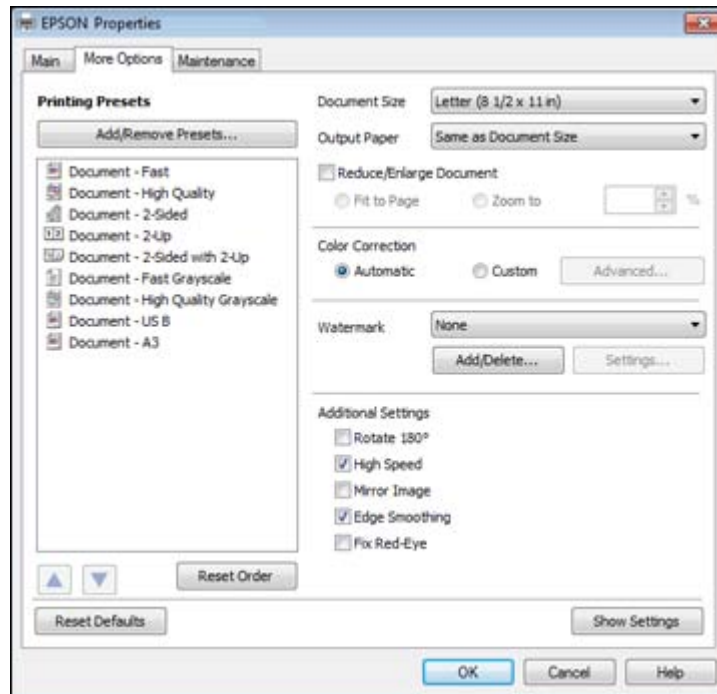 EPSON Properties
Main More Options Maintenance
Printing Presets
Add/Remove Presets...
Document - Fast
Document - High Quality
Document - 2-Sided
Document - 2-Up
Document - 2-Sided with 2-Up
Document - Fast Grayscale
Document - High Quality Grayscale
Document - US B
Document - A3
Reset Order
Document Size Letter (8 1/2 x 11 in)
Output Paper Same as Document Size
Reduce/Enlarge Document
Fit to Page Zoom to %
Color Correction
Automatic Custom Advanced...
Watermark None
Add/Delete... Settings...
Additional Settings
Rotate 180°
High Speed
Mirror Image
Edge Smoothing
Fix Red-Eye
Reset Defaults Show Settings
OK Cancel Help